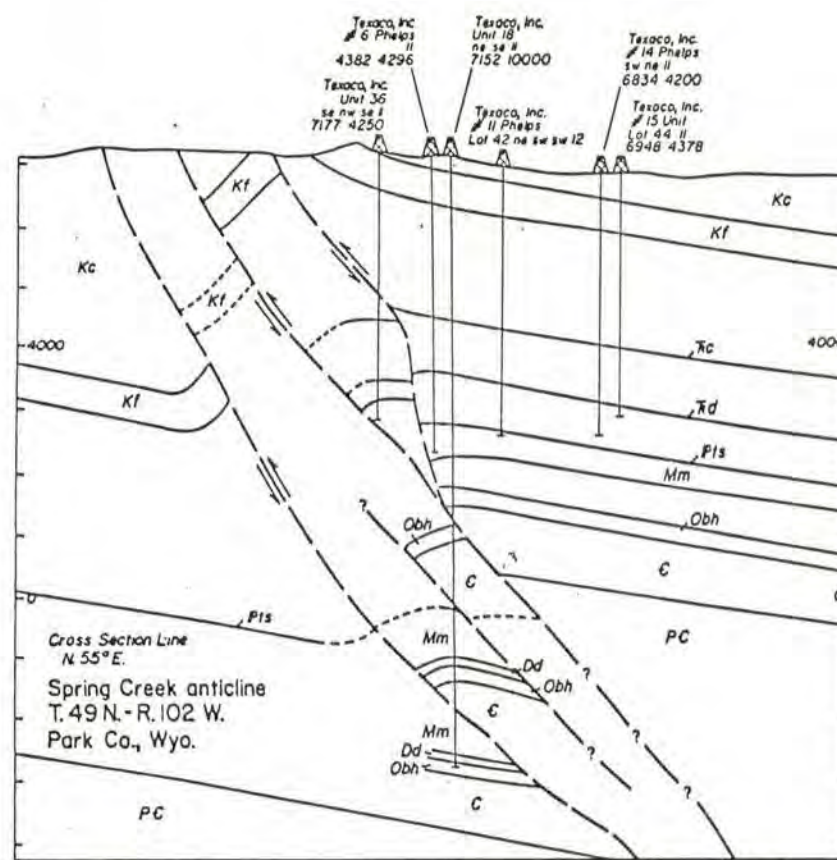 Texaco, Inc.
# 6 Phelps
11
4382 4296
Texaco, Inc.
Unit 18
ne se 11
7152 10000
Texaco, Inc.
# 14 Phelps
sw ne 11
6834 4200
Texaco, Inc.
Unit 36
se nw se 11
7177 4250
Texaco, Inc.
# 11 Phelps
Lot 42 ne sw sw 12
Texaco, Inc.
# 15 Unit
Lot 44 11
6948 4378
Kf
Kc
Kf
Kc
Kf
4000
400
Ꞧc
Kf
Ꞧd
Pts
Mm
Obh
?
Obh
Є
Є
0
0
Pts
PC
Mm
Cross Section Line
N. 55° E.
Dd
?
Obh
Spring Creek anticline
T. 49 N. - R. 102 W.
Park Co., Wyo.
Є
Mm
?
?
Dd
Obh
?
PC
C